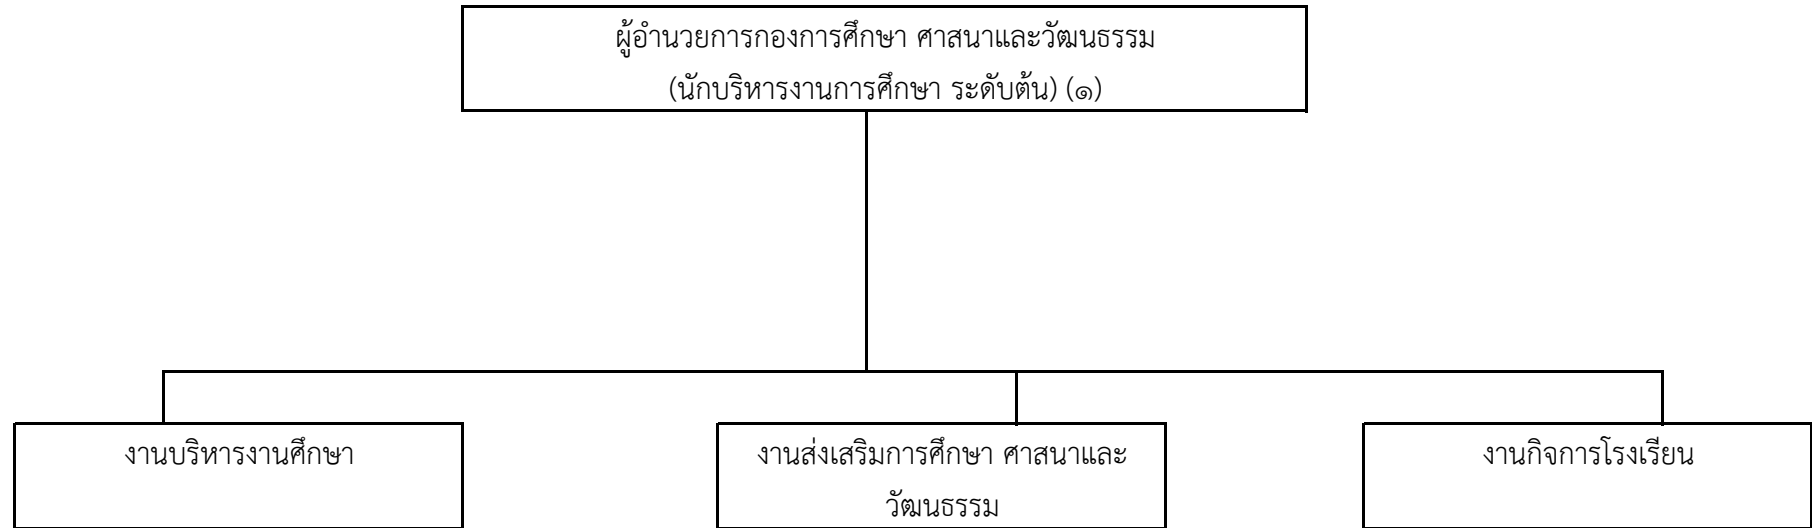 ผู้อำนวยการกองการศึกษา ศาสนาและวัฒนธรรม
(นักบริหารงานการศึกษา ระดับต้น) (๑)
งานบริหารงานศึกษา
งานส่งเสริมการศึกษา ศาสนาและ
วัฒนธรรม
งานกิจการโรงเรียน